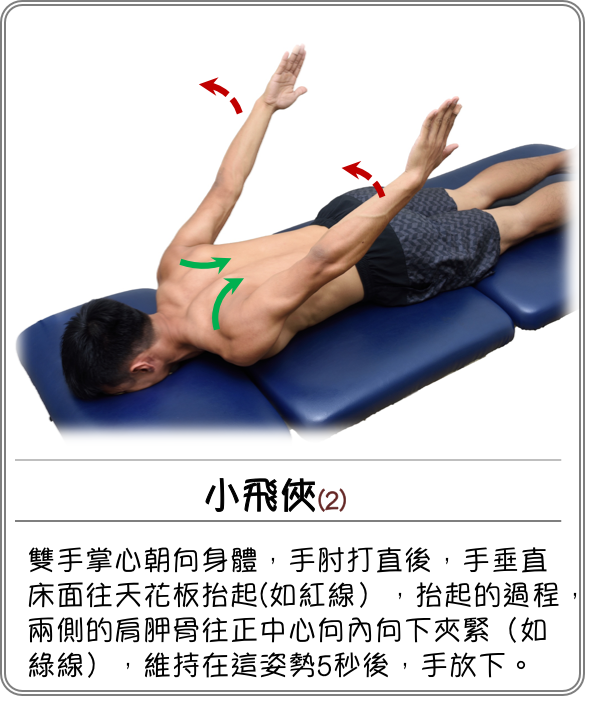 小飛俠(2)
雙手掌心朝向身體，手肘打直後，手垂直
床面往天花板抬起(如紅線），抬起的過程，
兩側的肩胛骨往正中心向內向下夾緊（如
綠線），維持在這姿勢5秒後，手放下。